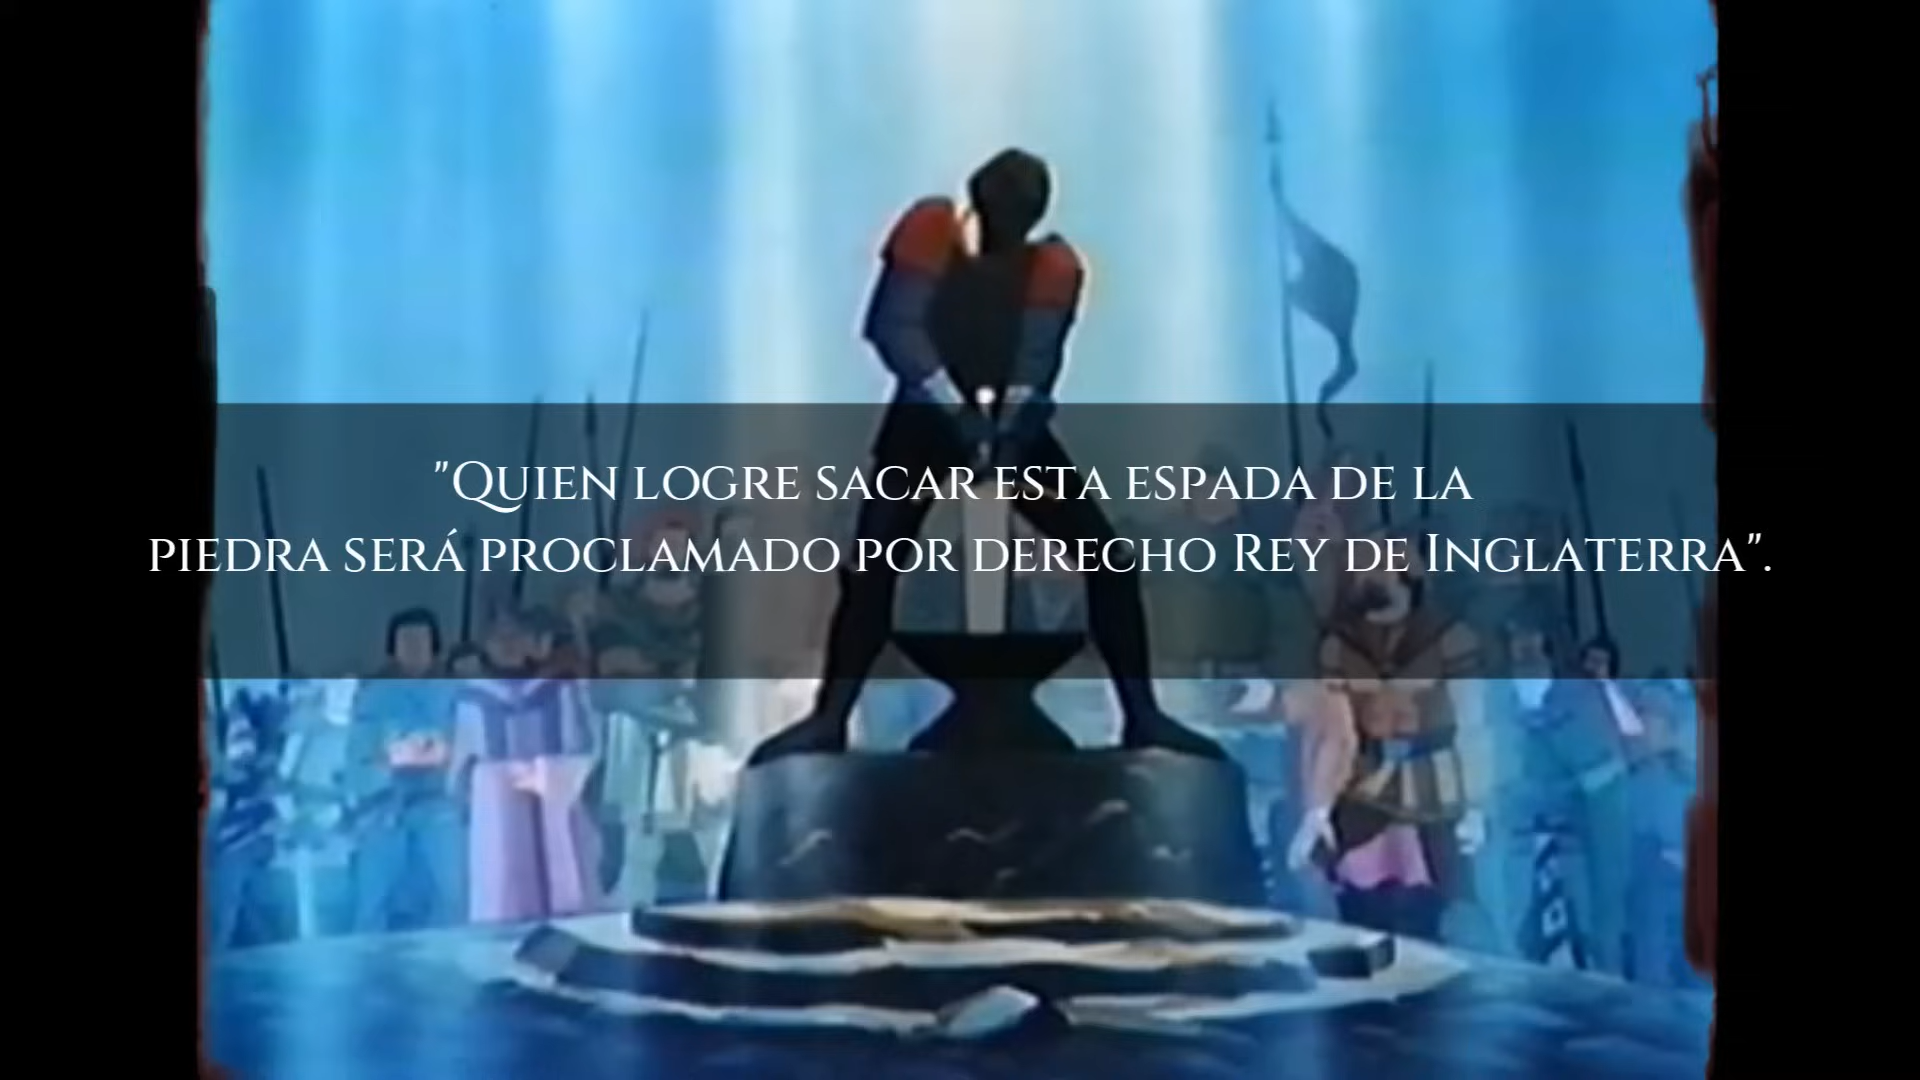 "Quien logre sacar esta espada de la
piedra será proclamado por derecho Rey de Inglaterra".